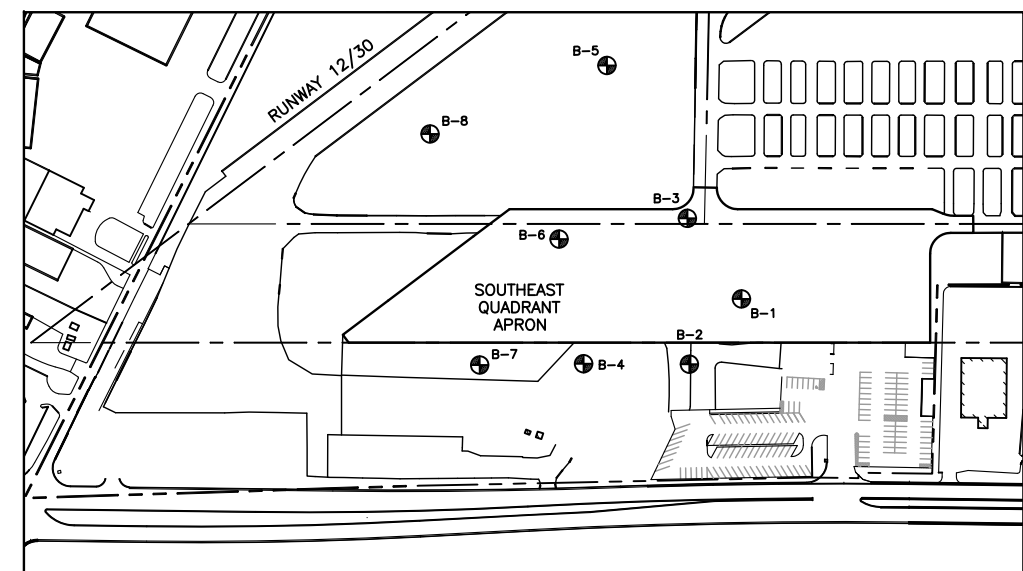 B-5
RUNWAY 12/30
B-8
B-3
B-6
SOUTHEAST
QUADRANT
APRON
B-1
B-2
B-7
B-4